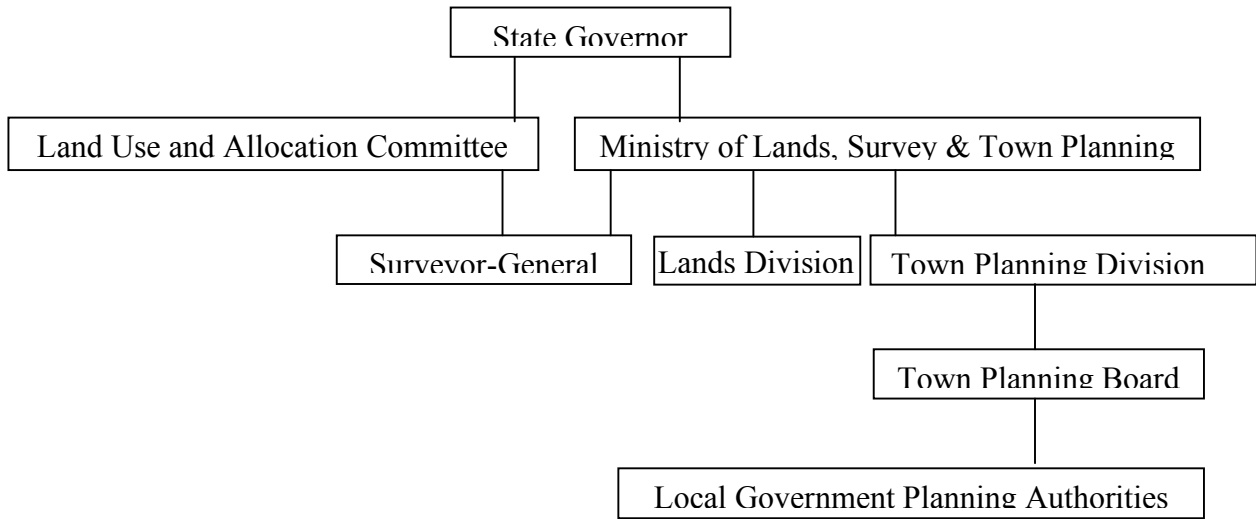 State Governor
Land Use and Allocation Committee
Ministry of Lands, Survey & Town Planning
Surveyor-General
Lands Division
Town Planning Division
Town Planning Board
Local Government Planning Authorities